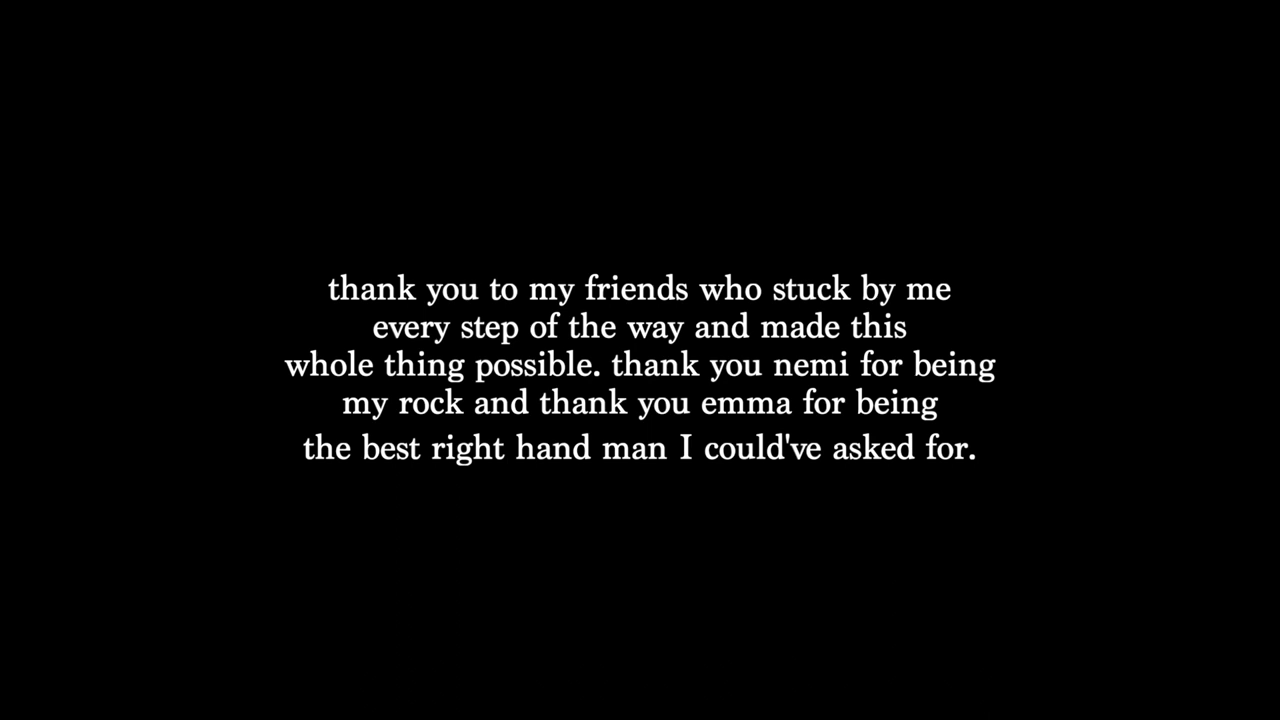 thank you to my friends who stuck by me
every step of the way and made this
whole thing possible. thank you nemi for being
my rock and thank you emma for being
the best right hand man I could've asked for.